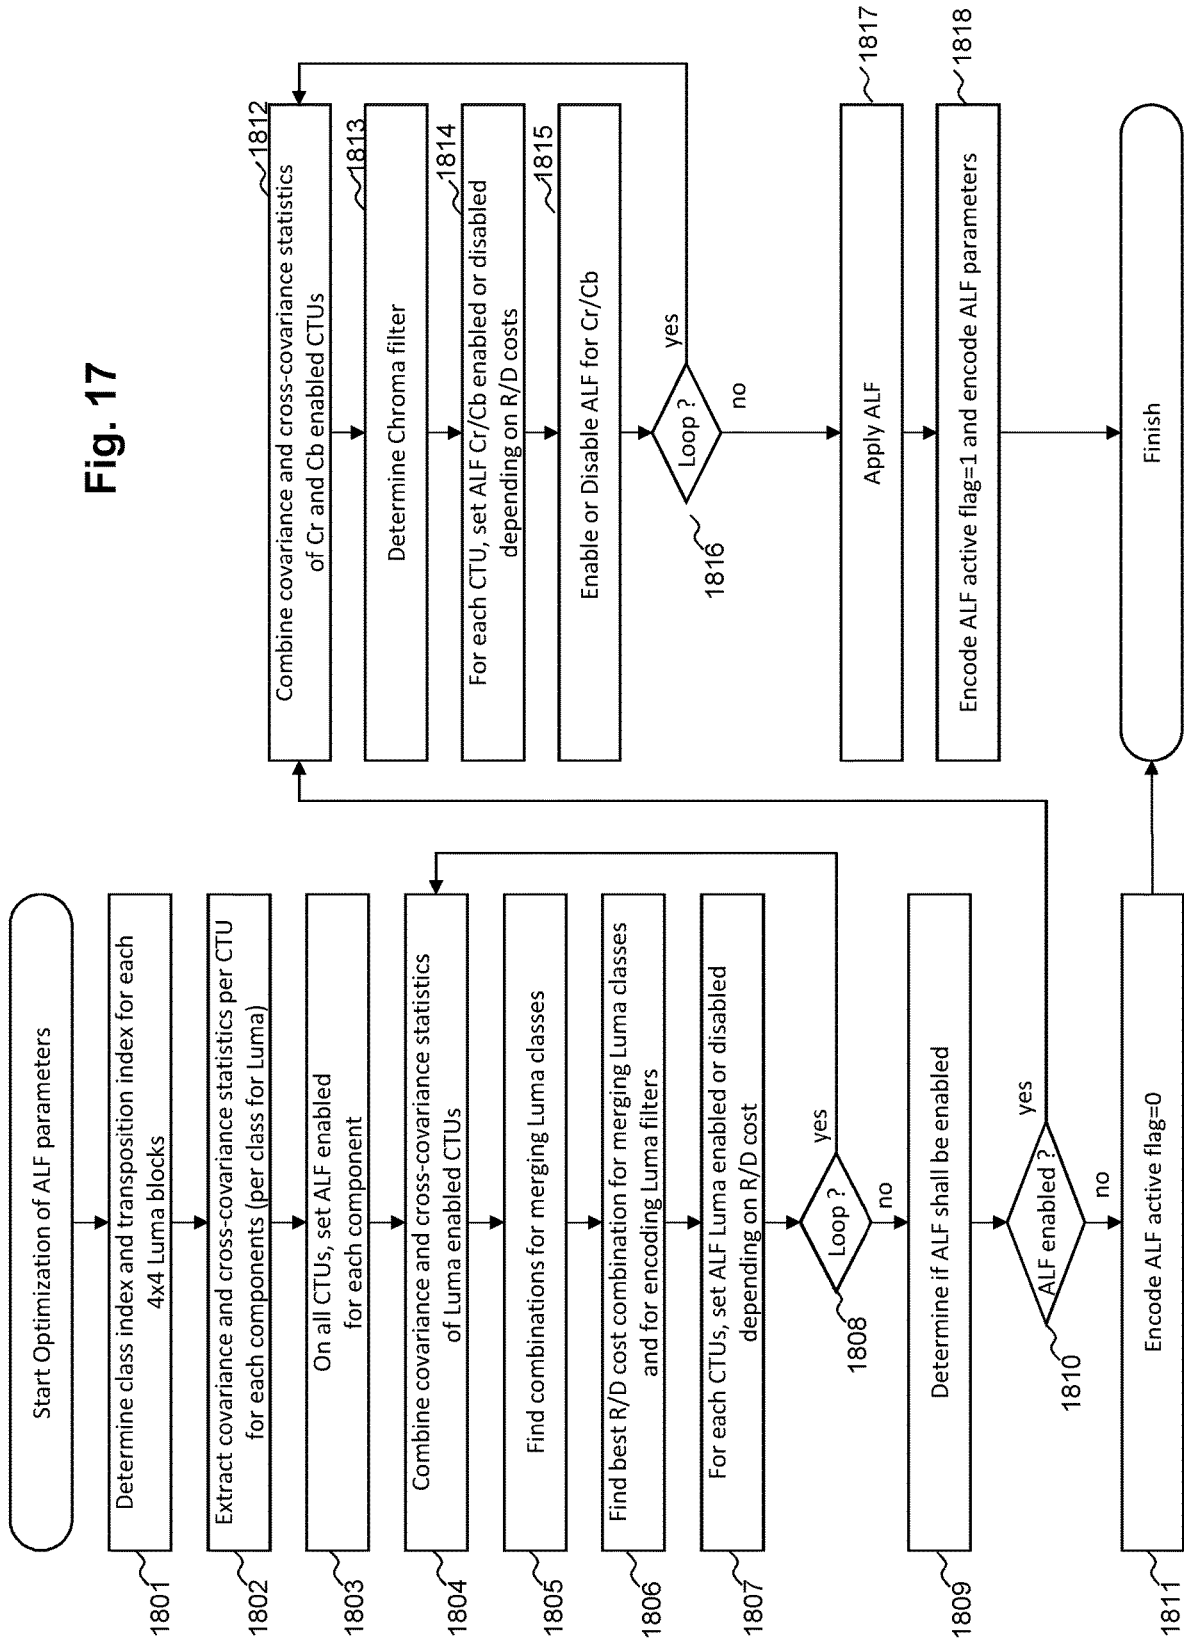 Fig. 17
Start Optimization of ALF parameters
1801
Determine class index and transposition index for each
4x4 Luma blocks
1802
Extract covariance and cross-covariance statistics per CTU
for each components (per class for Luma)
1803
On all CTUs, set ALF enabled
for each component
1804
Combine covariance and cross-covariance statistics
of Luma enabled CTUs
1805
Find combinations for merging Luma classes
1806
Find best R/D cost combination for merging Luma classes
and for encoding Luma filters
1807
For each CTUs, set ALF Luma enabled or disabled
depending on R/D cost
1808
Loop ?
yes
no
1809
Determine if ALF shall be enabled
1810
ALF enabled ?
yes
no
1811
Encode ALF active flag=0
1812
Combine covariance and cross-covariance statistics
of Cr and Cb enabled CTUs
1813
Determine Chroma filter
1814
For each CTU, set ALF Cr/Cb enabled or disabled
depending on R/D costs
1815
Enable or Disable ALF for Cr/Cb
1816
Loop ?
yes
no
1817
Apply ALF
1818
Encode ALF active flag=1 and encode ALF parameters
Finish